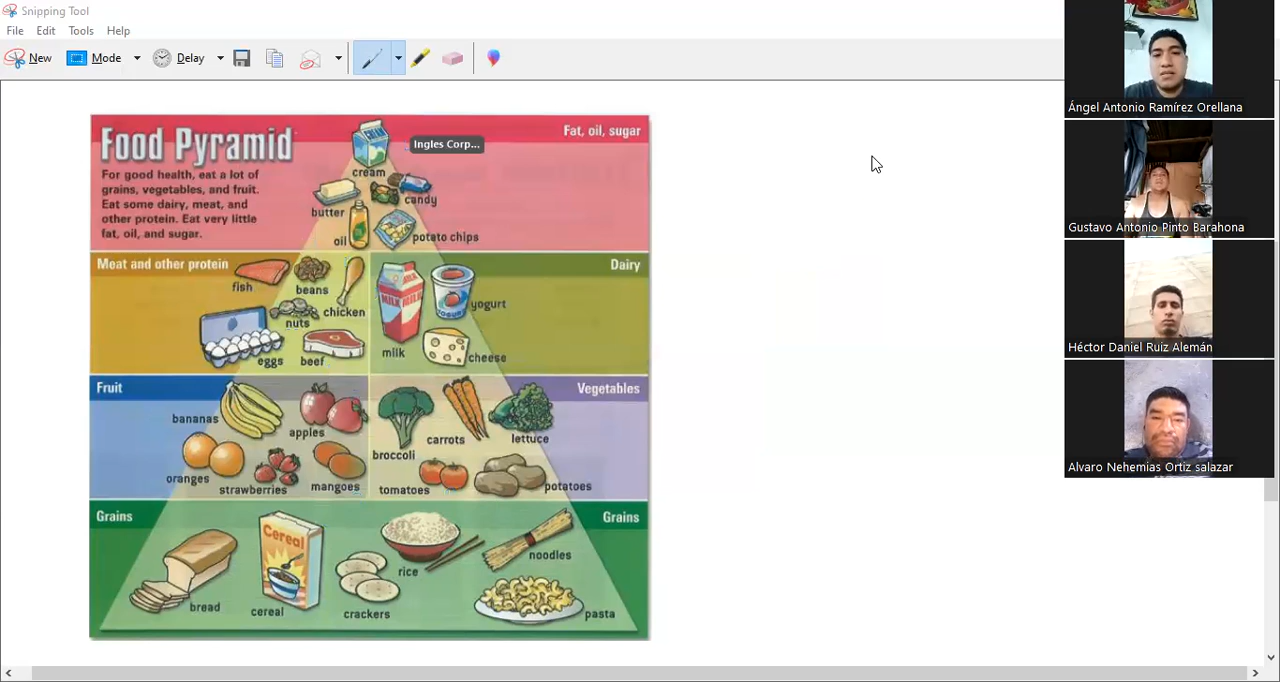 Snipping Tool
File Edit Tools Help
New Mode Delay
Food Pyramid
For good health, eat a lot of
grains, vegetables, and fruit.
Eat some dairy, meat, and
other protein. Eat very little
fat, oil, and sugar.
Fat, oil, sugar
CREAM
Ingles Corp...
cream
butter
candy
oil
potato chips
Meat and other protein
fish
beans
chicken
nuts
eggs
beef
Dairy
MILK MILK
YOGURT
yogurt
milk
cheese
Fruit
bananas
apples
oranges
strawberries
mangoes
Vegetables
broccoli
carrots
lettuce
tomatoes
potatoes
Grains
Grains
Cereal
bread
cereal
crackers
rice
noodles
pasta
Ángel Antonio Ramírez Orellana
Gustavo Antonio Pinto Barahona
Héctor Daniel Ruiz Alemán
Alvaro Nehemias Ortiz salazar